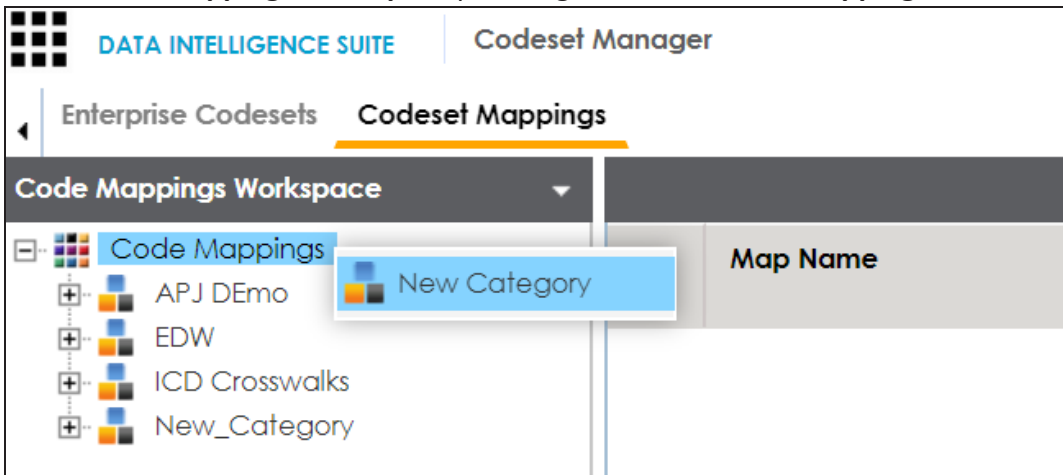 DATA INTELLIGENCE SUITE Codeset Manager
Enterprise Codesets Codeset Mappings
Code Mappings Workspace
Code Mappings
New Category
Map Name
APJ DEmo
EDW
ICD Crosswalks
New_Category